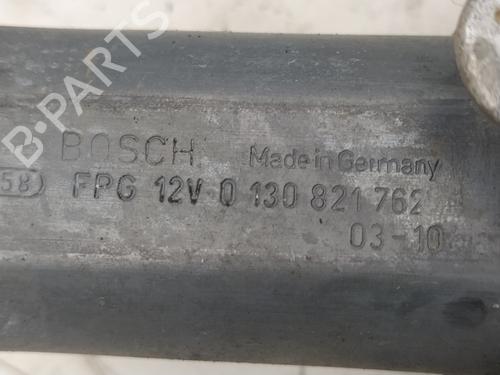 B-PARTS
BOSCH Made in Germany
58 FPG 12V 0 130 821 762
03-10